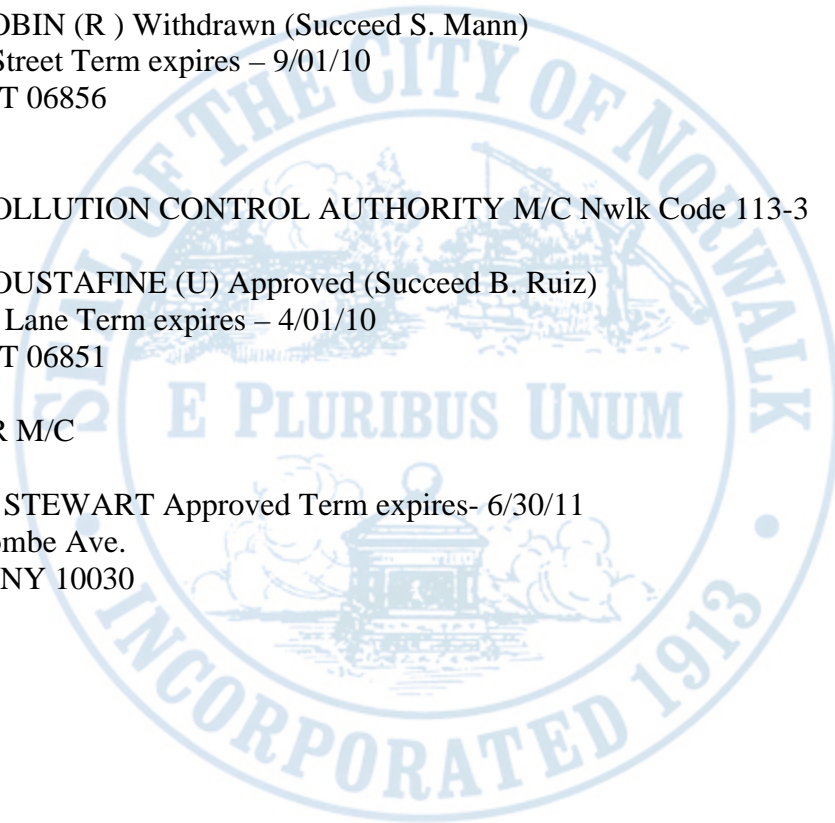 OBIN (R ) Withdrawn (Succeed S. Mann)
Street Term expires – 9/01/10
T 06856
OLLUTION CONTROL AUTHORITY M/C Nwlk Code 113-3
OUSTAFINE (U) Approved (Succeed B. Ruiz)
Lane Term expires – 4/01/10
T 06851
R M/C
STEWART Approved Term expires- 6/30/11
ombe Ave.
NY 10030
SEAL OF THE CITY OF NORWALK
E PLURIBUS UNUM
INCORPORATED 1913